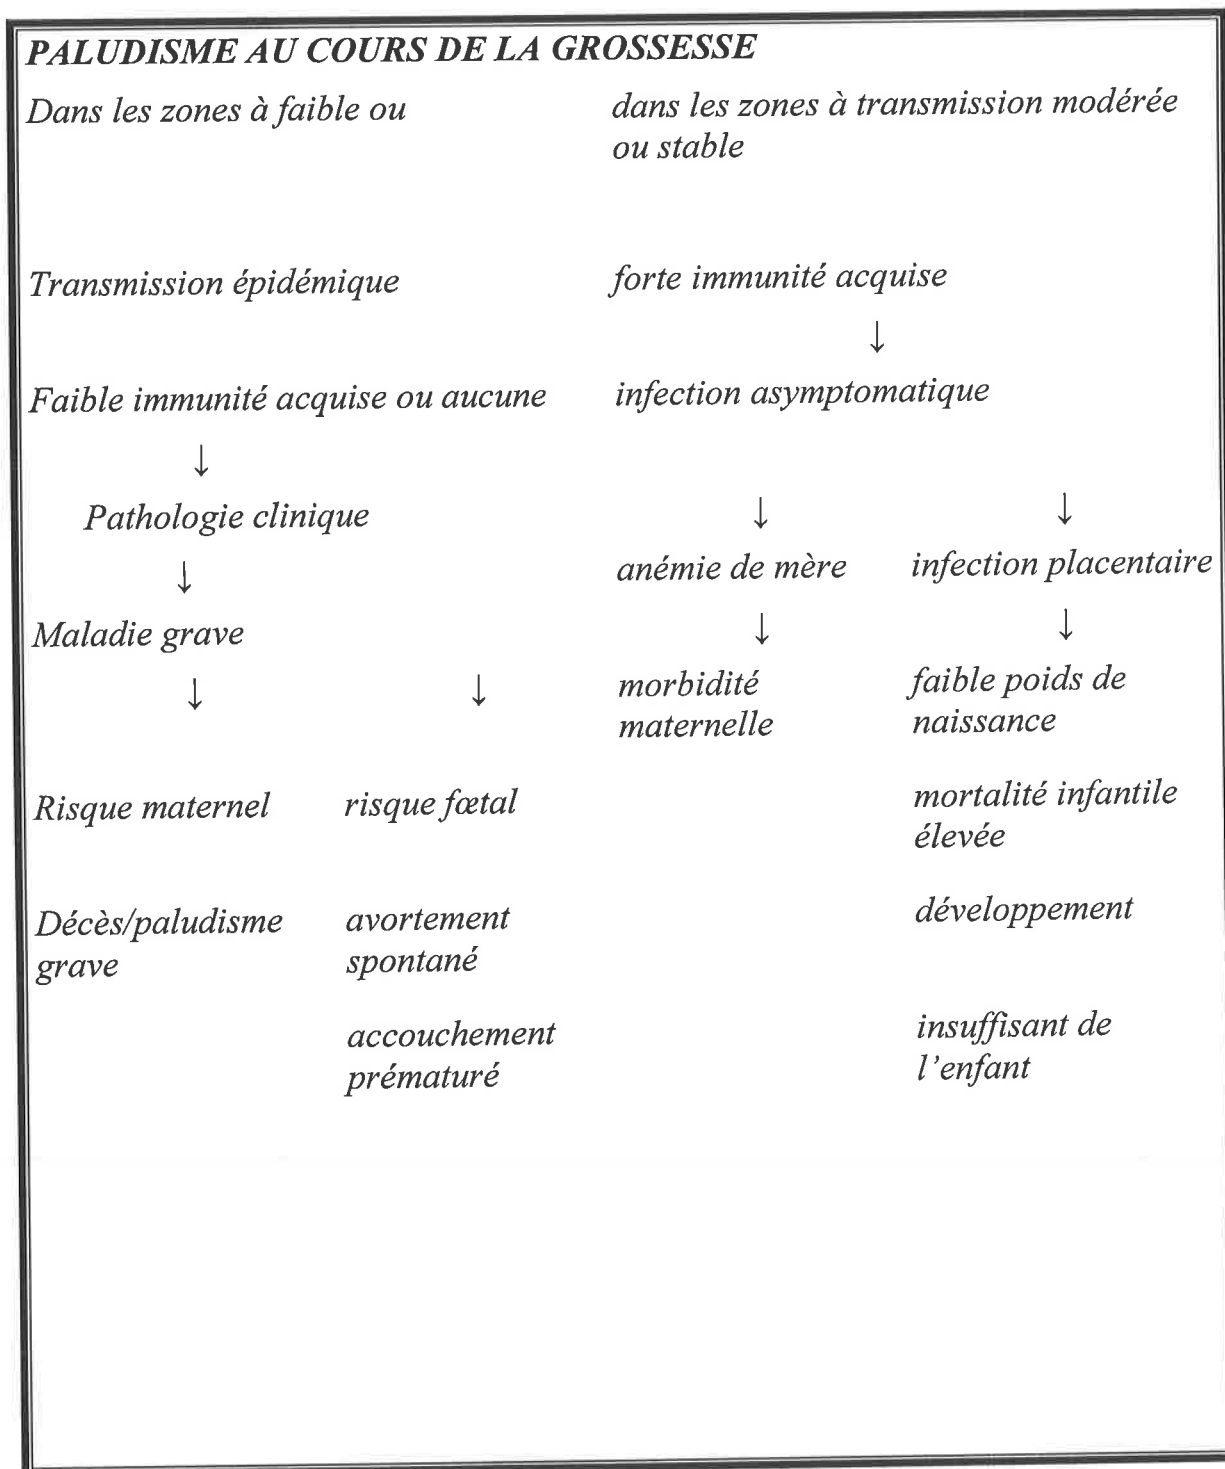 PALUDISME AU COURS DE LA GROSSESSE
Dans les zones à faible ou
dans les zones à transmission modérée
ou stable
Transmission épidémique
forte immunité acquise
↓
Faible immunité acquise ou aucune
infection asymptomatique
↓
Pathologie clinique
↓
↓
↓
anémie de mère
infection placentaire
Maladie grave
↓
↓
↓
↓
morbidité
maternelle
faible poids de
naissance
Risque maternel
risque fœtal
mortalité infantile
élevée
Décès/paludisme
grave
avortement
spontané
développement
accouchement
prématuré
insuffisant de
l'enfant